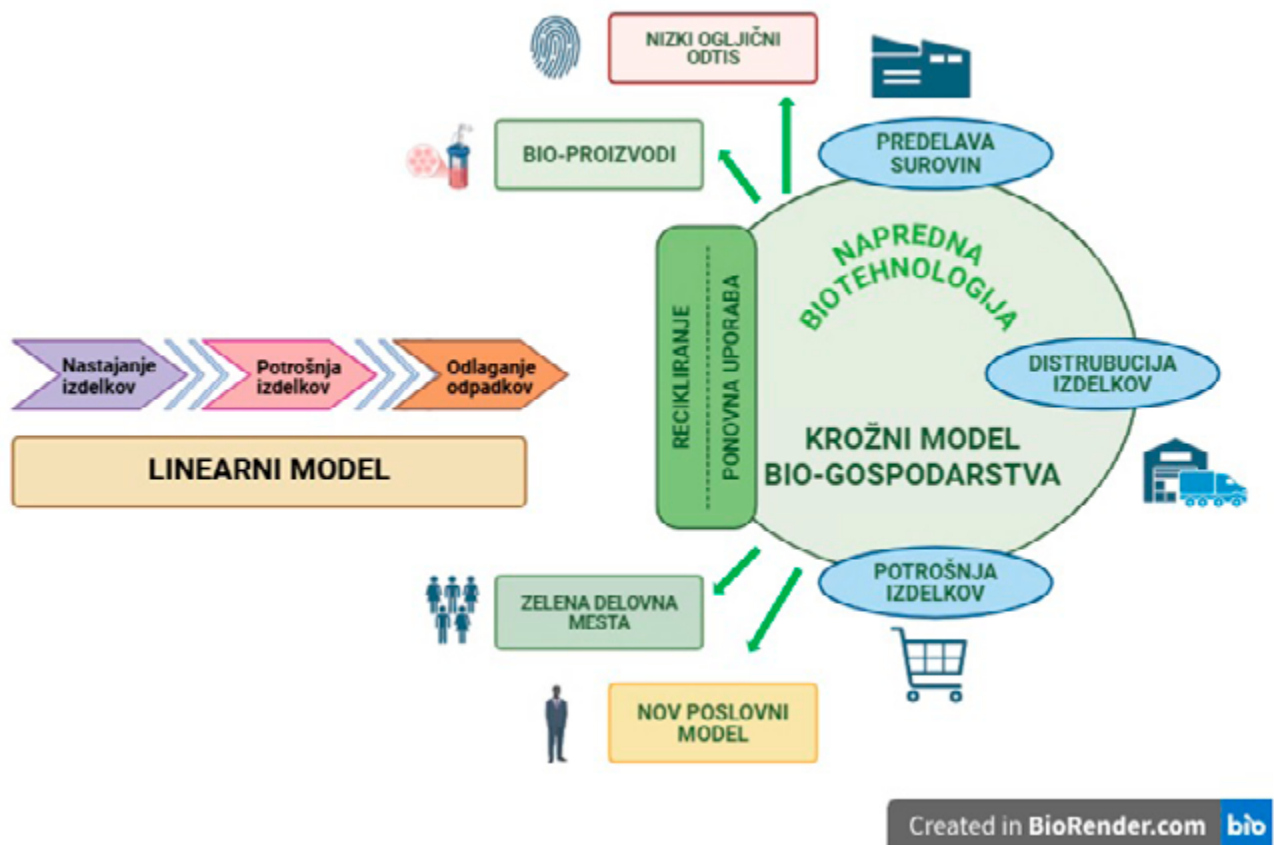 NIZKI OGLJIČNI
ODTIS
BIO-PROIZVODI
PREDELAVA
SUROVIN
NAPREDNA
BIOTEHNOLOGIJA
RECIKLIRANJE
PONOVNA UPORABA
Nastajanje
izdelkov
Potrošnja
izdelkov
Odlaganje
odpadkov
DISTRUBUCIJA
IZDELKOV
LINEARNI MODEL
KROŽNI MODEL
BIO-GOSPODARSTVA
POTROŠNJA
IZDELKOV
ZELENA DELOVNA
MESTA
NOV POSLOVNI
MODEL
Created in BioRender.com bio